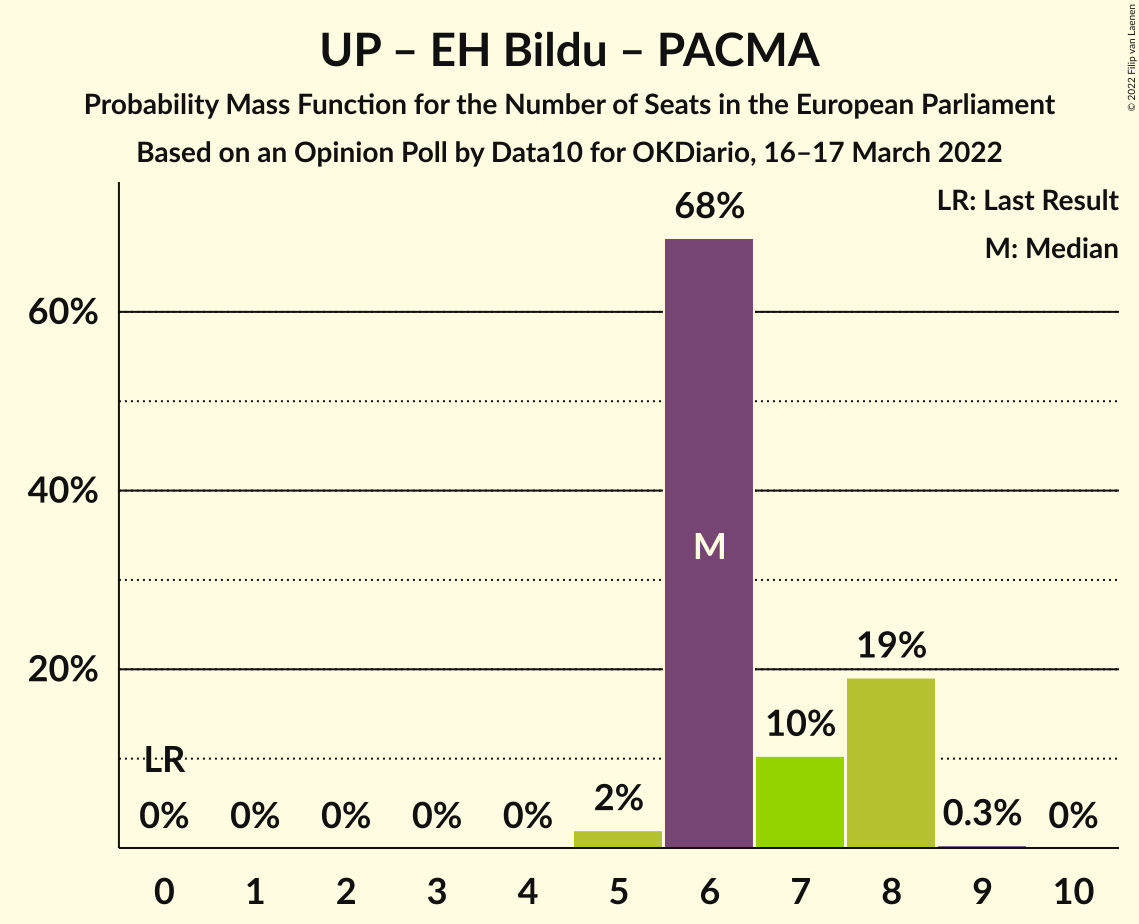 UP – EH Bildu – PACMA
Probability Mass Function for the Number of Seats in the European Parliament
Based on an Opinion Poll by Data10 for OKDiario, 16–17 March 2022
© 2022 Filip van Laenen
LR: Last Result
M: Median
68%
60%
40%
M
20%
19%
10%
LR
2%
0% 0% 0% 0% 0% 0.3% 0%
0 1 2 3 4 5 6 7 8 9 10